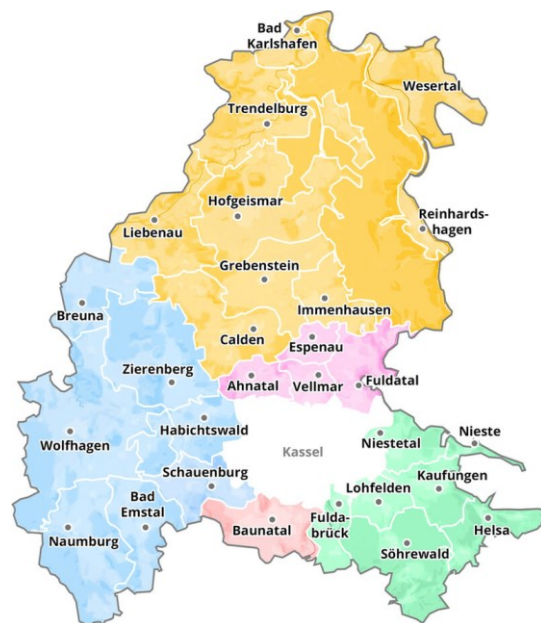 Bad
Karlshafen
Wesertal
Trendelburg
Hofgeismar
Reinhards-
hagen
Liebenau
Grebenstein
Immenhausen
Breuna
Calden
Espenau
Zierenberg
Ahnatal
Vellmar
Fuldatal
Habichtswald
Wolfhagen
Kassel
Niestetal
Nieste
Schauenburg
Kaufungen
Lohfelden
Bad
Emstal
Naumburg
Baunatal
Fulda-
brück
Helsa
Söhrewald